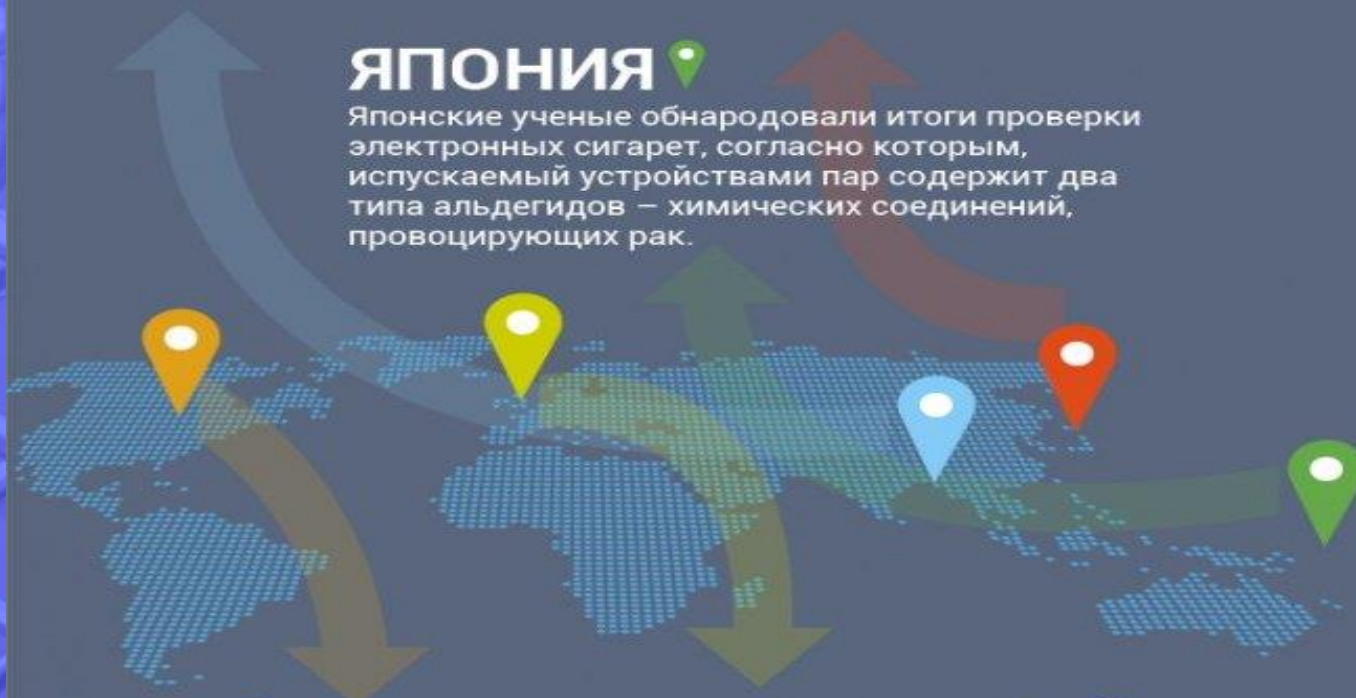 ЯПОНИЯ
Японские ученые обнародовали итоги проверки
электронных сигарет, согласно которым,
испускаемый устройствами пар содержит два
типа альдегидов – химических соединений,
провоцирующих рак.